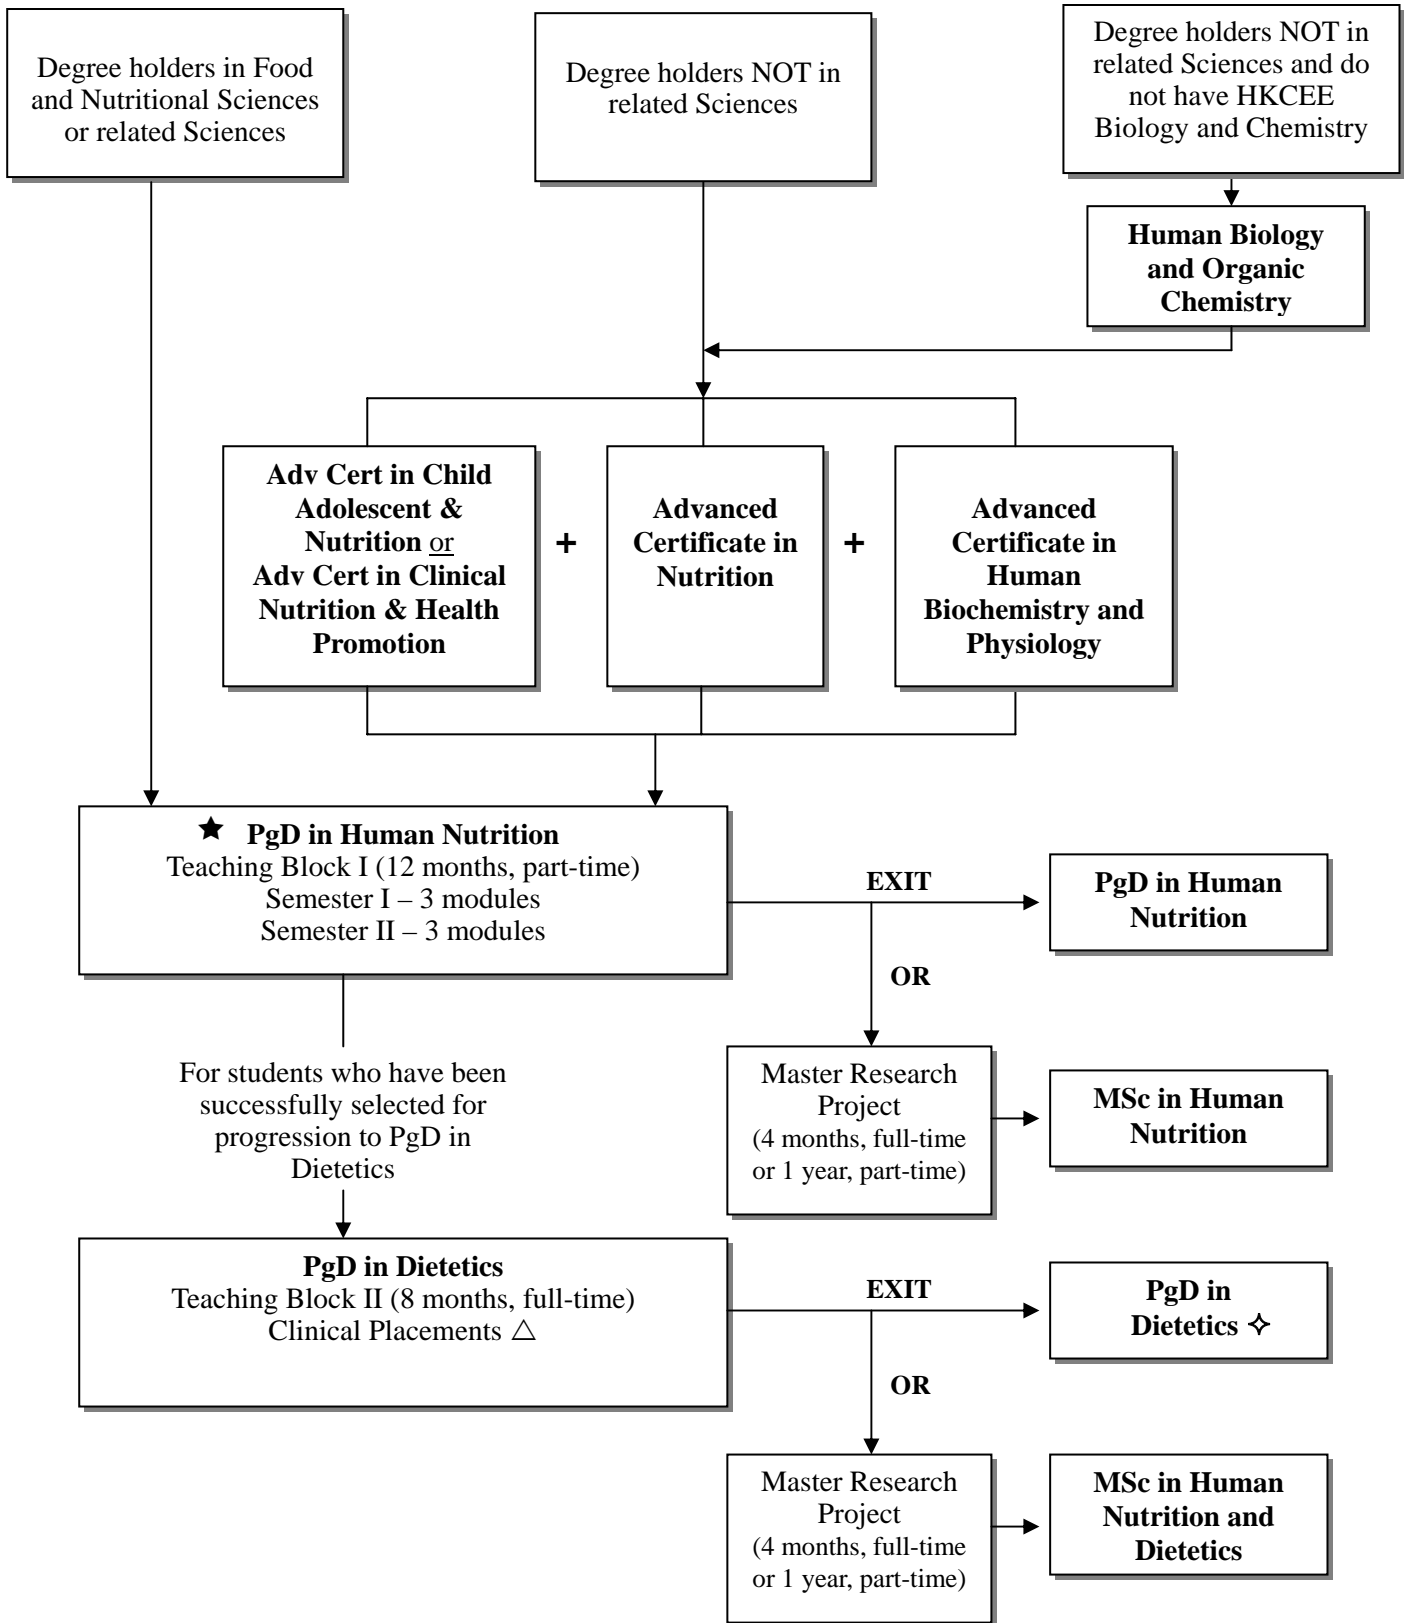 Degree holders in Food
and Nutritional Sciences
or related Sciences
Degree holders NOT in
related Sciences
Degree holders NOT in
related Sciences and do
not have HKCEE
Biology and Chemistry
Human Biology
and Organic
Chemistry
Adv Cert in Child
Adolescent &
Nutrition or
Adv Cert in Clinical
Nutrition & Health
Promotion
+
Advanced
Certificate in
Nutrition
+
Advanced
Certificate in
Human
Biochemistry and
Physiology
★ PgD in Human Nutrition
Teaching Block I (12 months, part-time)
Semester I – 3 modules
Semester II – 3 modules
EXIT
PgD in Human
Nutrition
OR
Master Research
Project
(4 months, full-time
or 1 year, part-time)
MSc in Human
Nutrition
For students who have been
successfully selected for
progression to PgD in
Dietetics
PgD in Dietetics
Teaching Block II (8 months, full-time)
Clinical Placements △
EXIT
PgD in
Dietetics ✧
OR
Master Research
Project
(4 months, full-time
or 1 year, part-time)
MSc in Human
Nutrition and
Dietetics